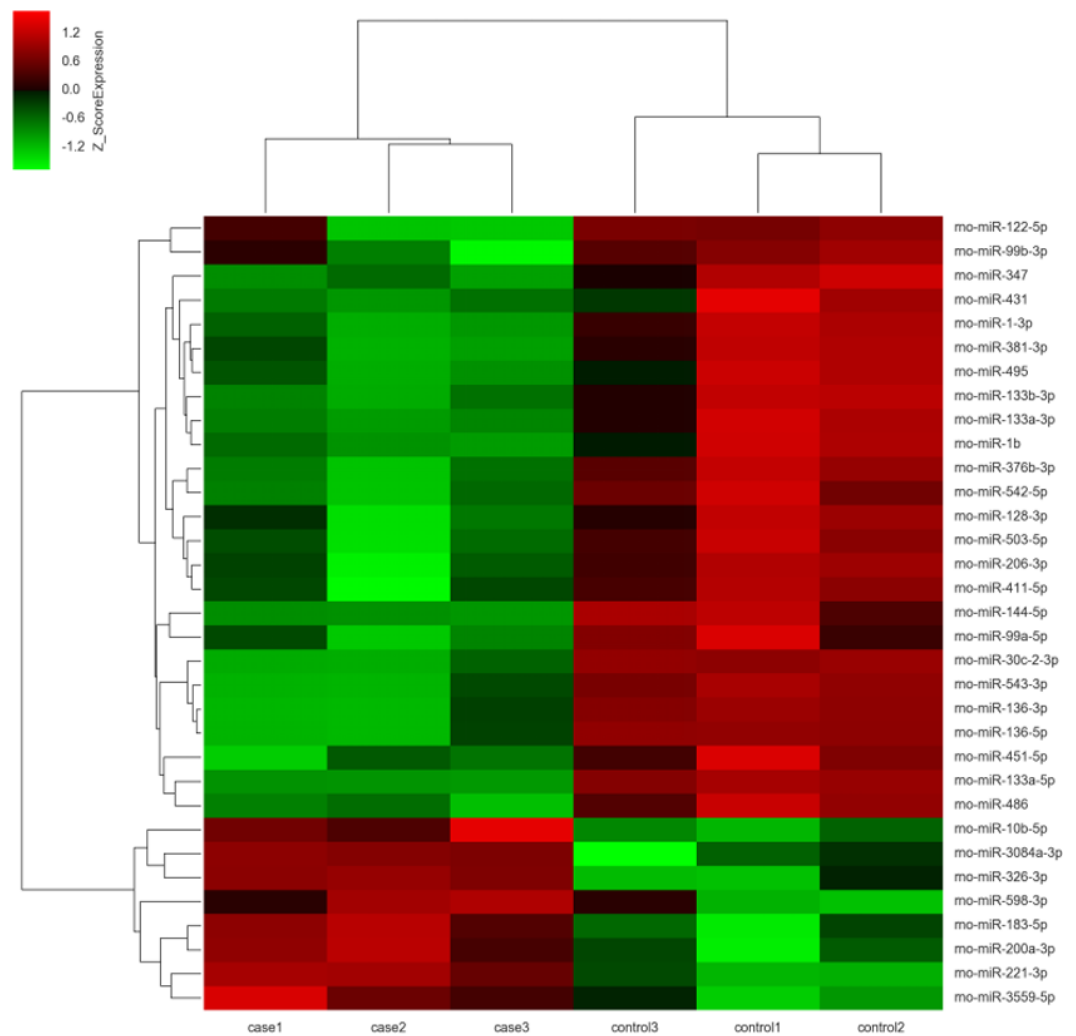 1.2
0.6
0.0
-0.6
-1.2
Z_ScoreExpression
rno-miR-122-5p
rno-miR-99b-3p
rno-miR-347
rno-miR-431
rno-miR-1-3p
rno-miR-381-3p
rno-miR-495
rno-miR-133b-3p
rno-miR-133a-3p
rno-miR-1b
rno-miR-376b-3p
rno-miR-542-5p
rno-miR-128-3p
rno-miR-503-5p
rno-miR-206-3p
rno-miR-411-5p
rno-miR-144-5p
rno-miR-99a-5p
rno-miR-30c-2-3p
rno-miR-543-3p
rno-miR-136-3p
rno-miR-136-5p
rno-miR-451-5p
rno-miR-133a-5p
rno-miR-486
rno-miR-10b-5p
rno-miR-3084a-3p
rno-miR-326-3p
rno-miR-598-3p
rno-miR-183-5p
rno-miR-200a-3p
rno-miR-221-3p
rno-miR-3559-5p
case1 case2 case3 control3 control1 control2